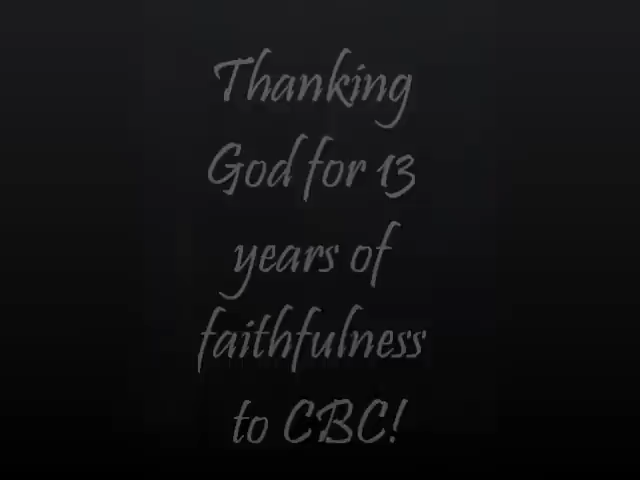 Thanking
God for 13
years of
faithfulness
to CBC!